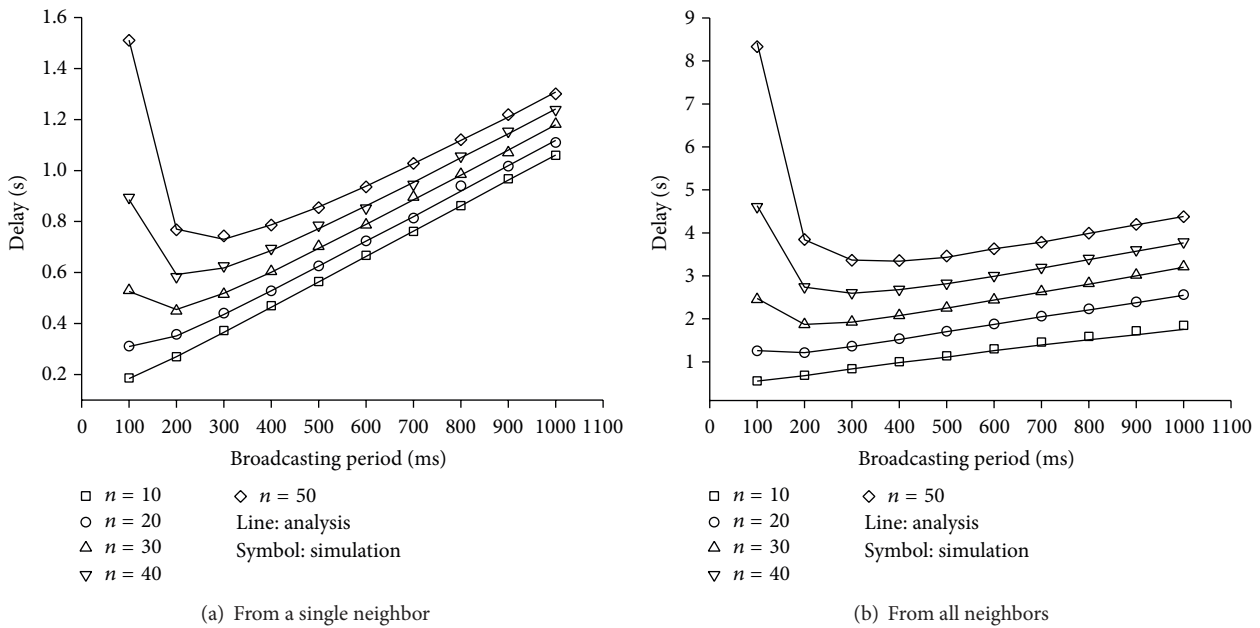 1.6
1.4
1.2
1.0
0.8
0.6
0.4
0.2
Delay (s)
0 100 200 300 400 500 600 700 800 900 1000 1100
Broadcasting period (ms)
n = 10
n = 20
n = 30
n = 40
n = 50
Line: analysis
Symbol: simulation
(a) From a single neighbor
9
8
7
6
5
4
3
2
1
Delay (s)
0 100 200 300 400 500 600 700 800 900 1000 1100
Broadcasting period (ms)
n = 10
n = 20
n = 30
n = 40
n = 50
Line: analysis
Symbol: simulation
(b) From all neighbors